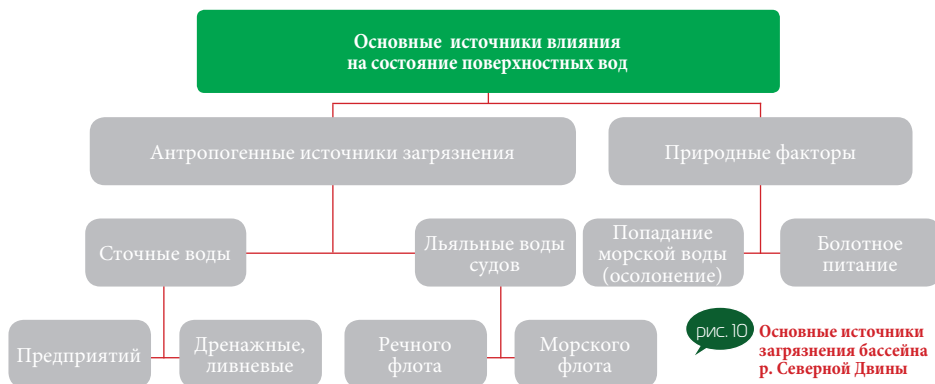 Основные источники влияния
на состояние поверхностных вод
Антропогенные источники загрязнения
Природные факторы
Сточные воды
Льяльные воды
судов
Попадание
морской воды
(осолонение)
Болотное
питание
Предприятий
Дренажные,
ливневые
Речного
флота
Морского
флота
рис. 10
Основные источники
загрязнения бассейна
р. Северной Двины